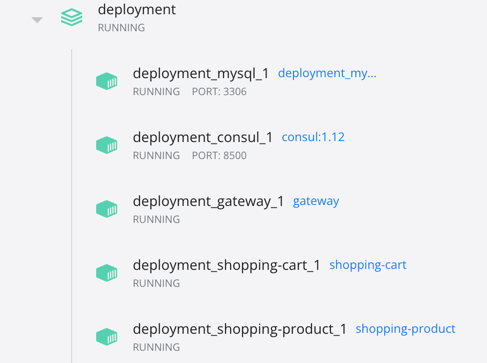 deployment
RUNNING
deployment_mysql_1 deployment_my...
RUNNING PORT: 3306
deployment_consul_1 consul:1.12
RUNNING PORT: 8500
deployment_gateway_1 gateway
RUNNING
deployment_shopping-cart_1 shopping-cart
RUNNING
deployment_shopping-product_1 shopping-product
RUNNING